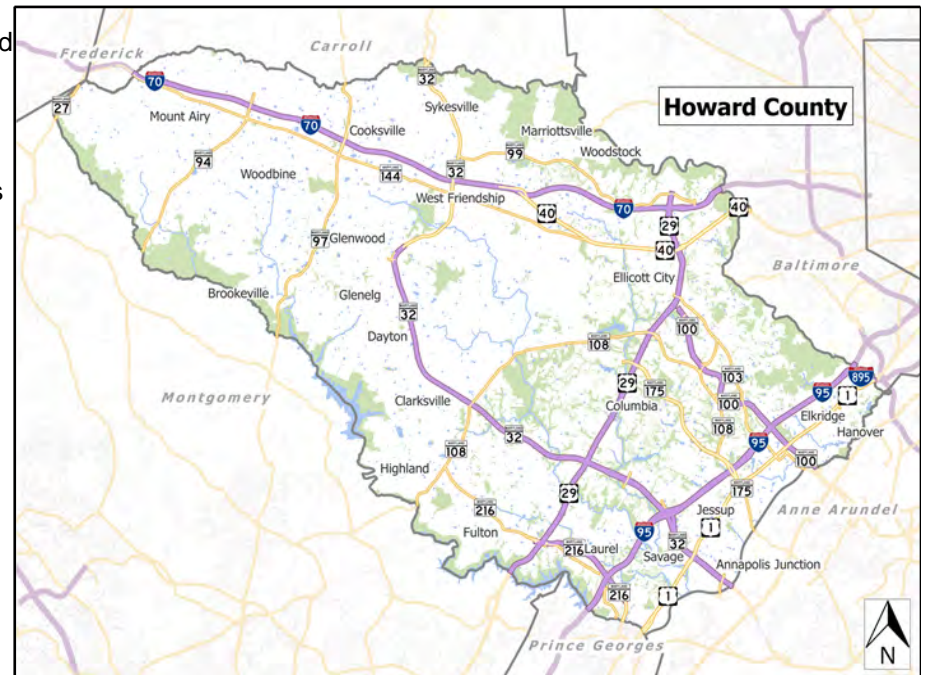 d
s
Frederick
Carroll
Howard County
MARYLAND 32
Sykesville
70
27
Mount Airy
70
Cooksville
Marriottsville
99
Woodstock
94
Woodbine
144
32
West Friendship
40
70
29
40
40
97
Glenwood
Ellicott City
Baltimore
Brookeville
Glenelg
32
Dayton
100
108
Montgomery
29
175
103
Columbia
100
95
895
1
Clarksville
Elkridge
Hanover
108
32
108
95
100
Highland
29
175
216
Jessup
Anne Arundel
Fulton
95
1
216
Laurel
Savage
32
Annapolis Junction
216
1
Prince Georges
N